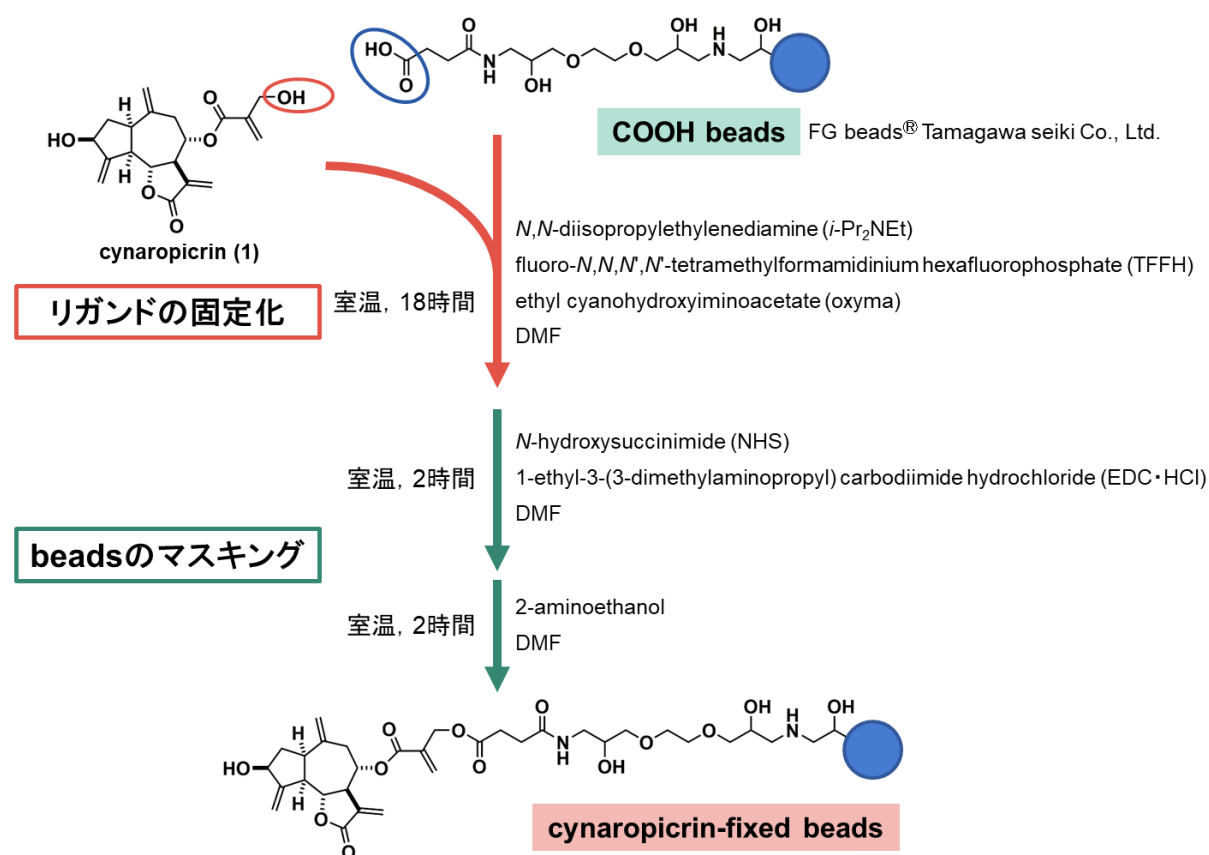 HO
O
O
N
H
OH
O
O
OH
H
N
OH
COOH beads
FG beads® Tamagawa seiki Co., Ltd.
HO
H
H
O
O
OH
O
O
cynaropicrin (1)
リガンドの固定化
室温, 18時間
N,N-diisopropylethylenediamine (i-Pr₂NEt)
fluoro-N,N,N',N'-tetramethylformamidinium hexafluorophosphate (TFFH)
ethyl cyanohydroxyiminoacetate (oxyma)
DMF
beadsのマスキング
室温, 2時間
N-hydroxysuccinimide (NHS)
1-ethyl-3-(3-dimethylaminopropyl) carbodiimide hydrochloride (EDC・HCl)
DMF
室温, 2時間
2-aminoethanol
DMF
HO
H
H
O
O
O
O
O
O
O
N
H
OH
O
O
OH
H
N
OH
cynaropicrin-fixed beads